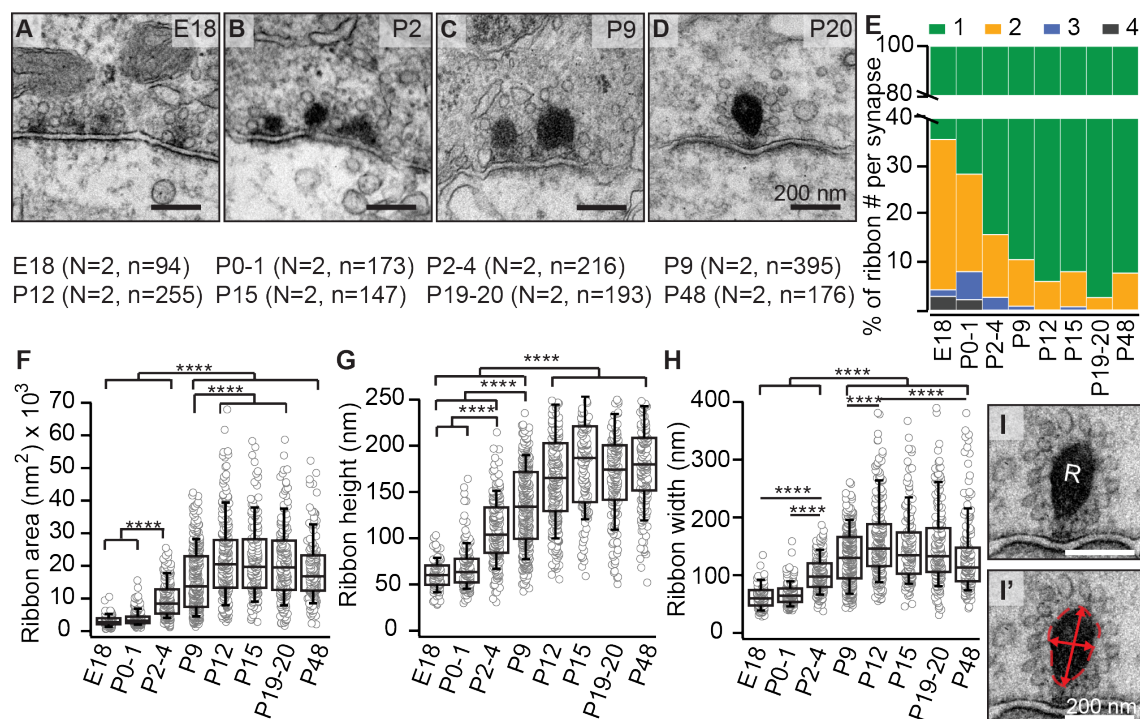 A E18 B P2 C P9 D P20
200 nm
E18 (N=2, n=94) P0-1 (N=2, n=173) P2-4 (N=2, n=216) P9 (N=2, n=395)
P12 (N=2, n=255) P15 (N=2, n=147) P19-20 (N=2, n=193) P48 (N=2, n=176)
E 1 2 3 4
% of ribbon # per synapse
100
80
40
30
20
10
E18 P0-1 P2-4 P9 P12 P15 P19-20 P48
F
Ribbon area (nm2) x 10³
70
60
50
40
30
20
10
0
****
****
****
E18 P0-1 P2-4 P9 P12 P15 P19-20 P48
G
Ribbon height (nm)
250
200
150
100
50
0
****
****
****
E18 P0-1 P2-4 P9 P12 P15 P19-20 P48
H
Ribbon width (nm)
400
300
200
100
0
****
**** ****
****
****
E18 P0-1 P2-4 P9 P12 P15 P19-20 P48
I
R
I'
200 nm